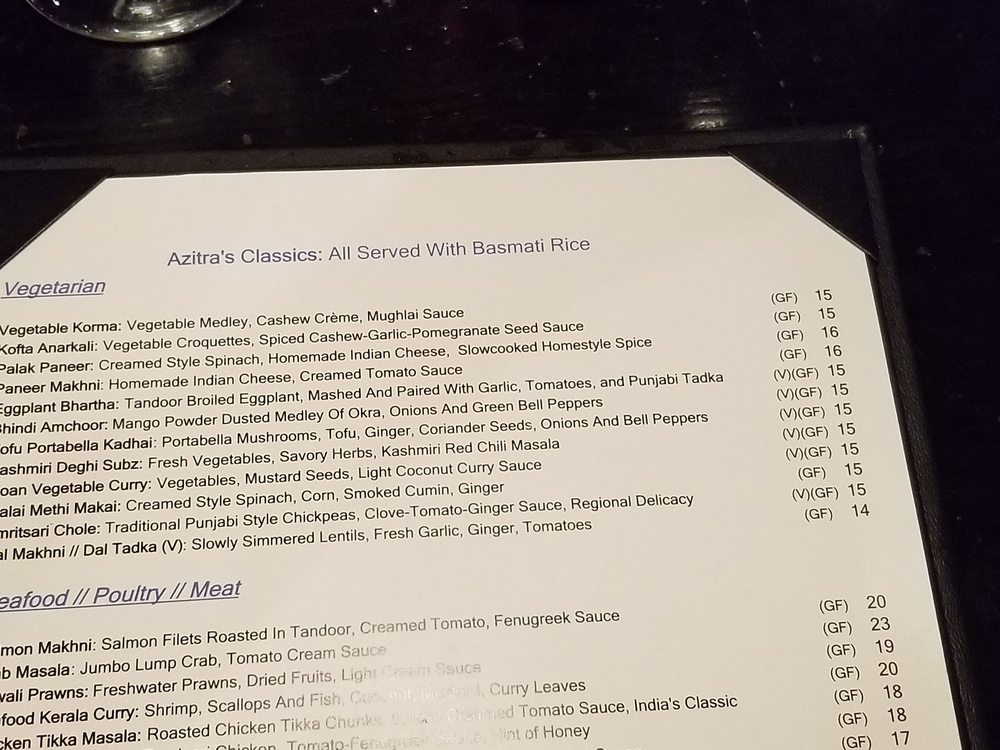 Azitra's Classics: All Served With Basmati Rice
Vegetarian
Vegetable Korma: Vegetable Medley, Cashew Crème, Mughlai Sauce (GF) 15
Kofta Anarkali: Vegetable Croquettes, Spiced Cashew-Garlic-Pomegranate Seed Sauce (GF) 15
Palak Paneer: Creamed Style Spinach, Homemade Indian Cheese, Slowcooked Homestyle Spice (GF) 16
Paneer Makhni: Homemade Indian Cheese, Creamed Tomato Sauce (GF) 16
Eggplant Bhartha: Tandoor Broiled Eggplant, Mashed And Paired With Garlic, Tomatoes, and Punjabi Tadka (V)(GF) 15
Bhindi Amchoor: Mango Powder Dusted Medley Of Okra, Onions And Green Bell Peppers (V)(GF) 15
ofu Portabella Kadhai: Portabella Mushrooms, Tofu, Ginger, Coriander Seeds, Onions And Bell Peppers (V)(GF) 15
ashmiri Deghi Subz: Fresh Vegetables, Savory Herbs, Kashmiri Red Chili Masala (V)(GF) 15
oan Vegetable Curry: Vegetables, Mustard Seeds, Light Coconut Curry Sauce (V)(GF) 15
alai Methi Makai: Creamed Style Spinach, Corn, Smoked Cumin, Ginger (GF) 15
mritsari Chole: Traditional Punjabi Style Chickpeas, Clove-Tomato-Ginger Sauce, Regional Delicacy (V)(GF) 15
al Makhni // Dal Tadka (V): Slowly Simmered Lentils, Fresh Garlic, Ginger, Tomatoes (GF) 14
eafood // Poultry // Meat
mon Makhni: Salmon Filets Roasted In Tandoor, Creamed Tomato, Fenugreek Sauce (GF) 20
ab Masala: Jumbo Lump Crab, Tomato Cream Sauce (GF) 23
wali Prawns: Freshwater Prawns, Dried Fruits, Light Cream Sauce (GF) 19
food Kerala Curry: Shrimp, Scallops And Fish, Coconut, Mustard, Curry Leaves (GF) 20
cken Tikka Masala: Roasted Chicken Tikka Chunks, Creamed Tomato Sauce, India's Classic (GF) 18
Chicken, Tomato-Fenugreek Sauce, Hint of Honey (GF) 18
(GF) 17